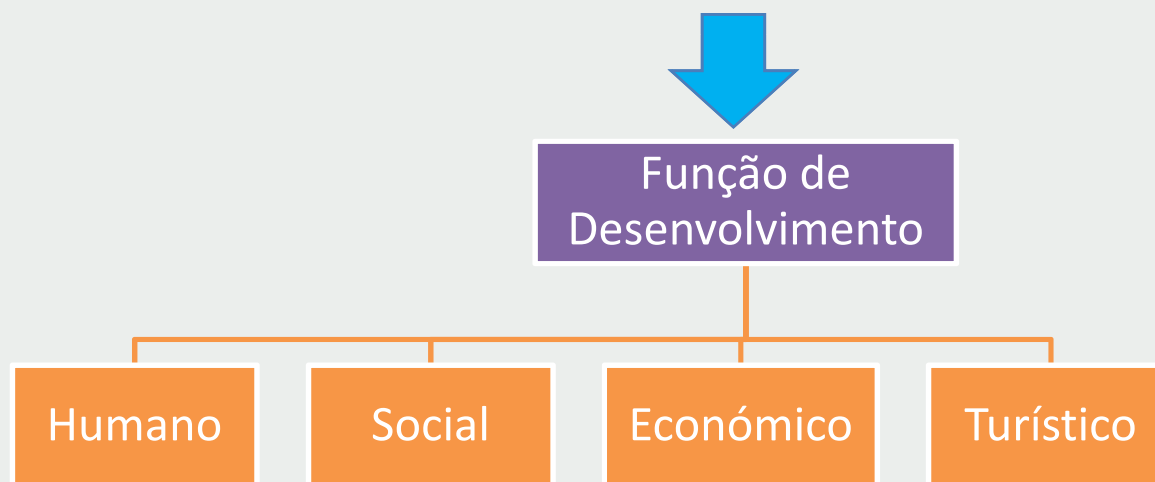 Função de
Desenvolvimento
Humano
Social
Económico
Turístico